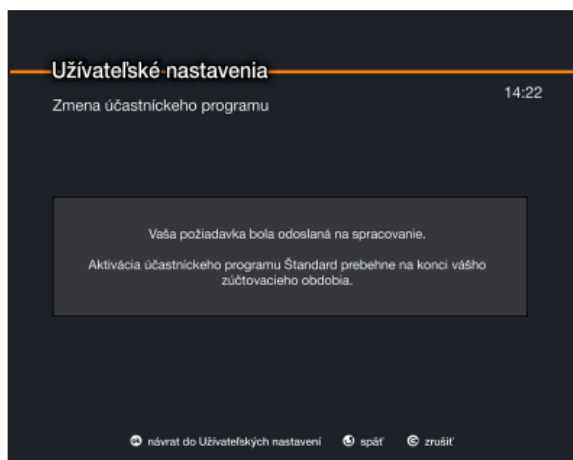 Užívateľské nastavenia
14:22
Zmena účastníckeho programu
Vaša požiadavka bola odoslaná na spracovanie.
Aktivácia účastníckeho programu Štandard prebehne na konci vášho
zúčtovacieho obdobia.
návrat do Užívateľských nastavení späť zrušiť